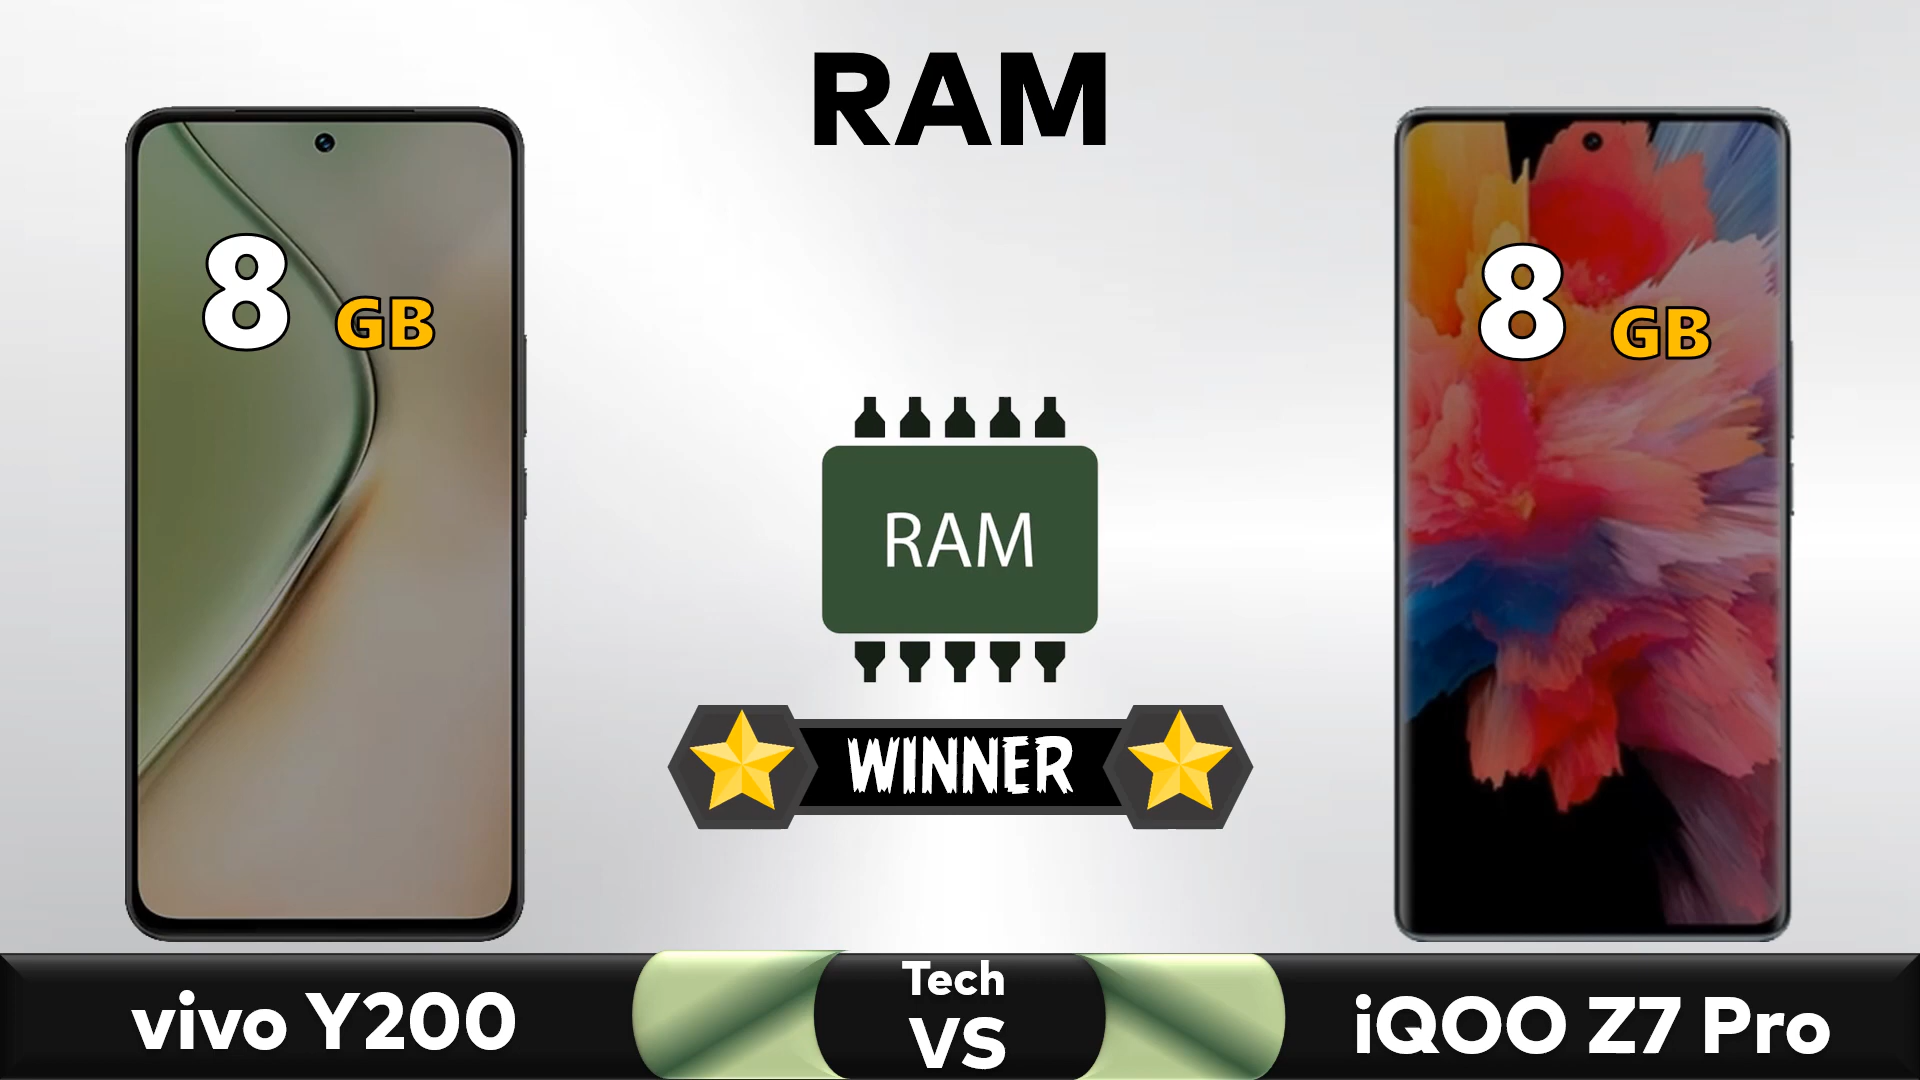 RAM
8 GB
8 GB
RAM
WINNER
vivo Y200
Tech
VS
iQOO Z7 Pro